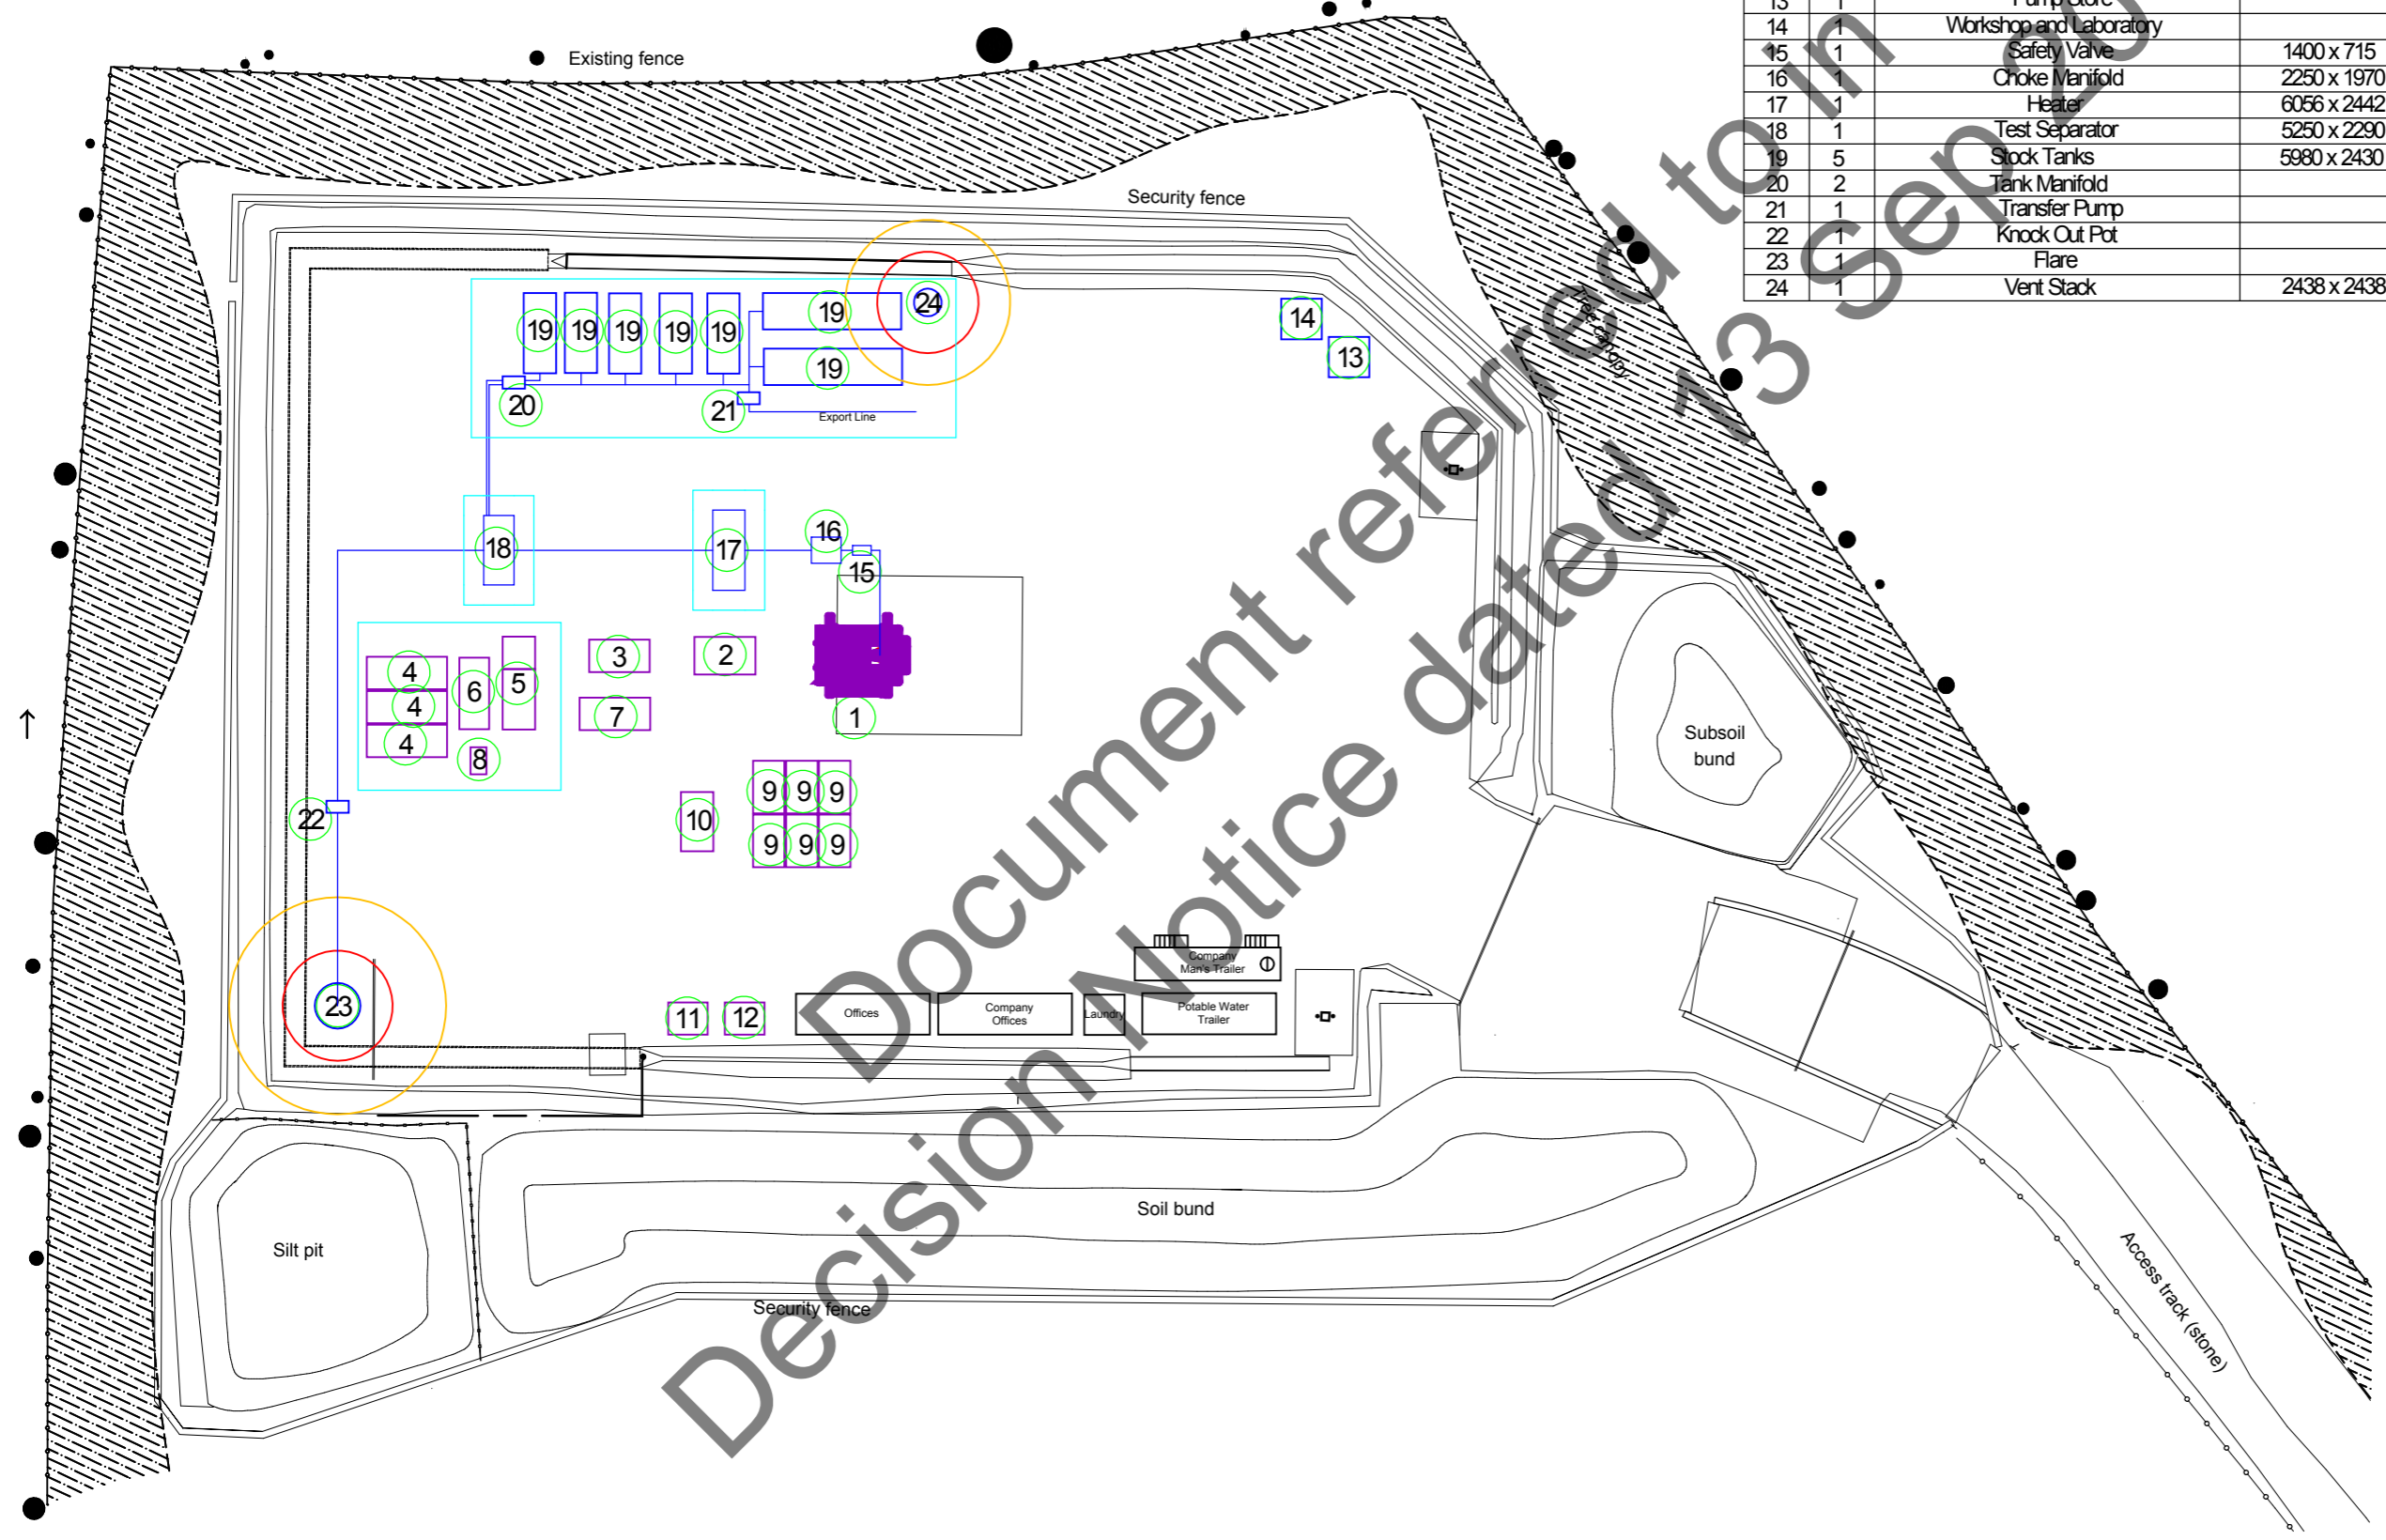 13 1 Pump Store
14 1 Workshop and Laboratory
15 1 Safety Valve 1400 x 715
16 1 Choke Manifold 2250 x 1970
17 1 Heater 6056 x 2442
18 1 Test Separator 5250 x 2290
19 5 Stock Tanks 5980 x 2430
20 2 Tank Manifold
21 1 Transfer Pump
22 1 Knock Out Pot
23 1 Flare
24 1 Vent Stack 2438 x 2438
Existing fence
Security fence
Tree canopy
19 19 19 19 19 19 24
19
20 21
Export Line
14
13
18 17 16
15
3 2
4 6 5
4
4 8
7 1
10 9 9 9
9 9 9
22
23
11 12
Offices
Company
Offices
Laundry
Company
Man's Trailer
Potable Water
Trailer
Subsoil
bund
Silt pit
Soil bund
Security fence
Access track (stone)
Document referred to in
Decision Notice dated 13 Sep 20